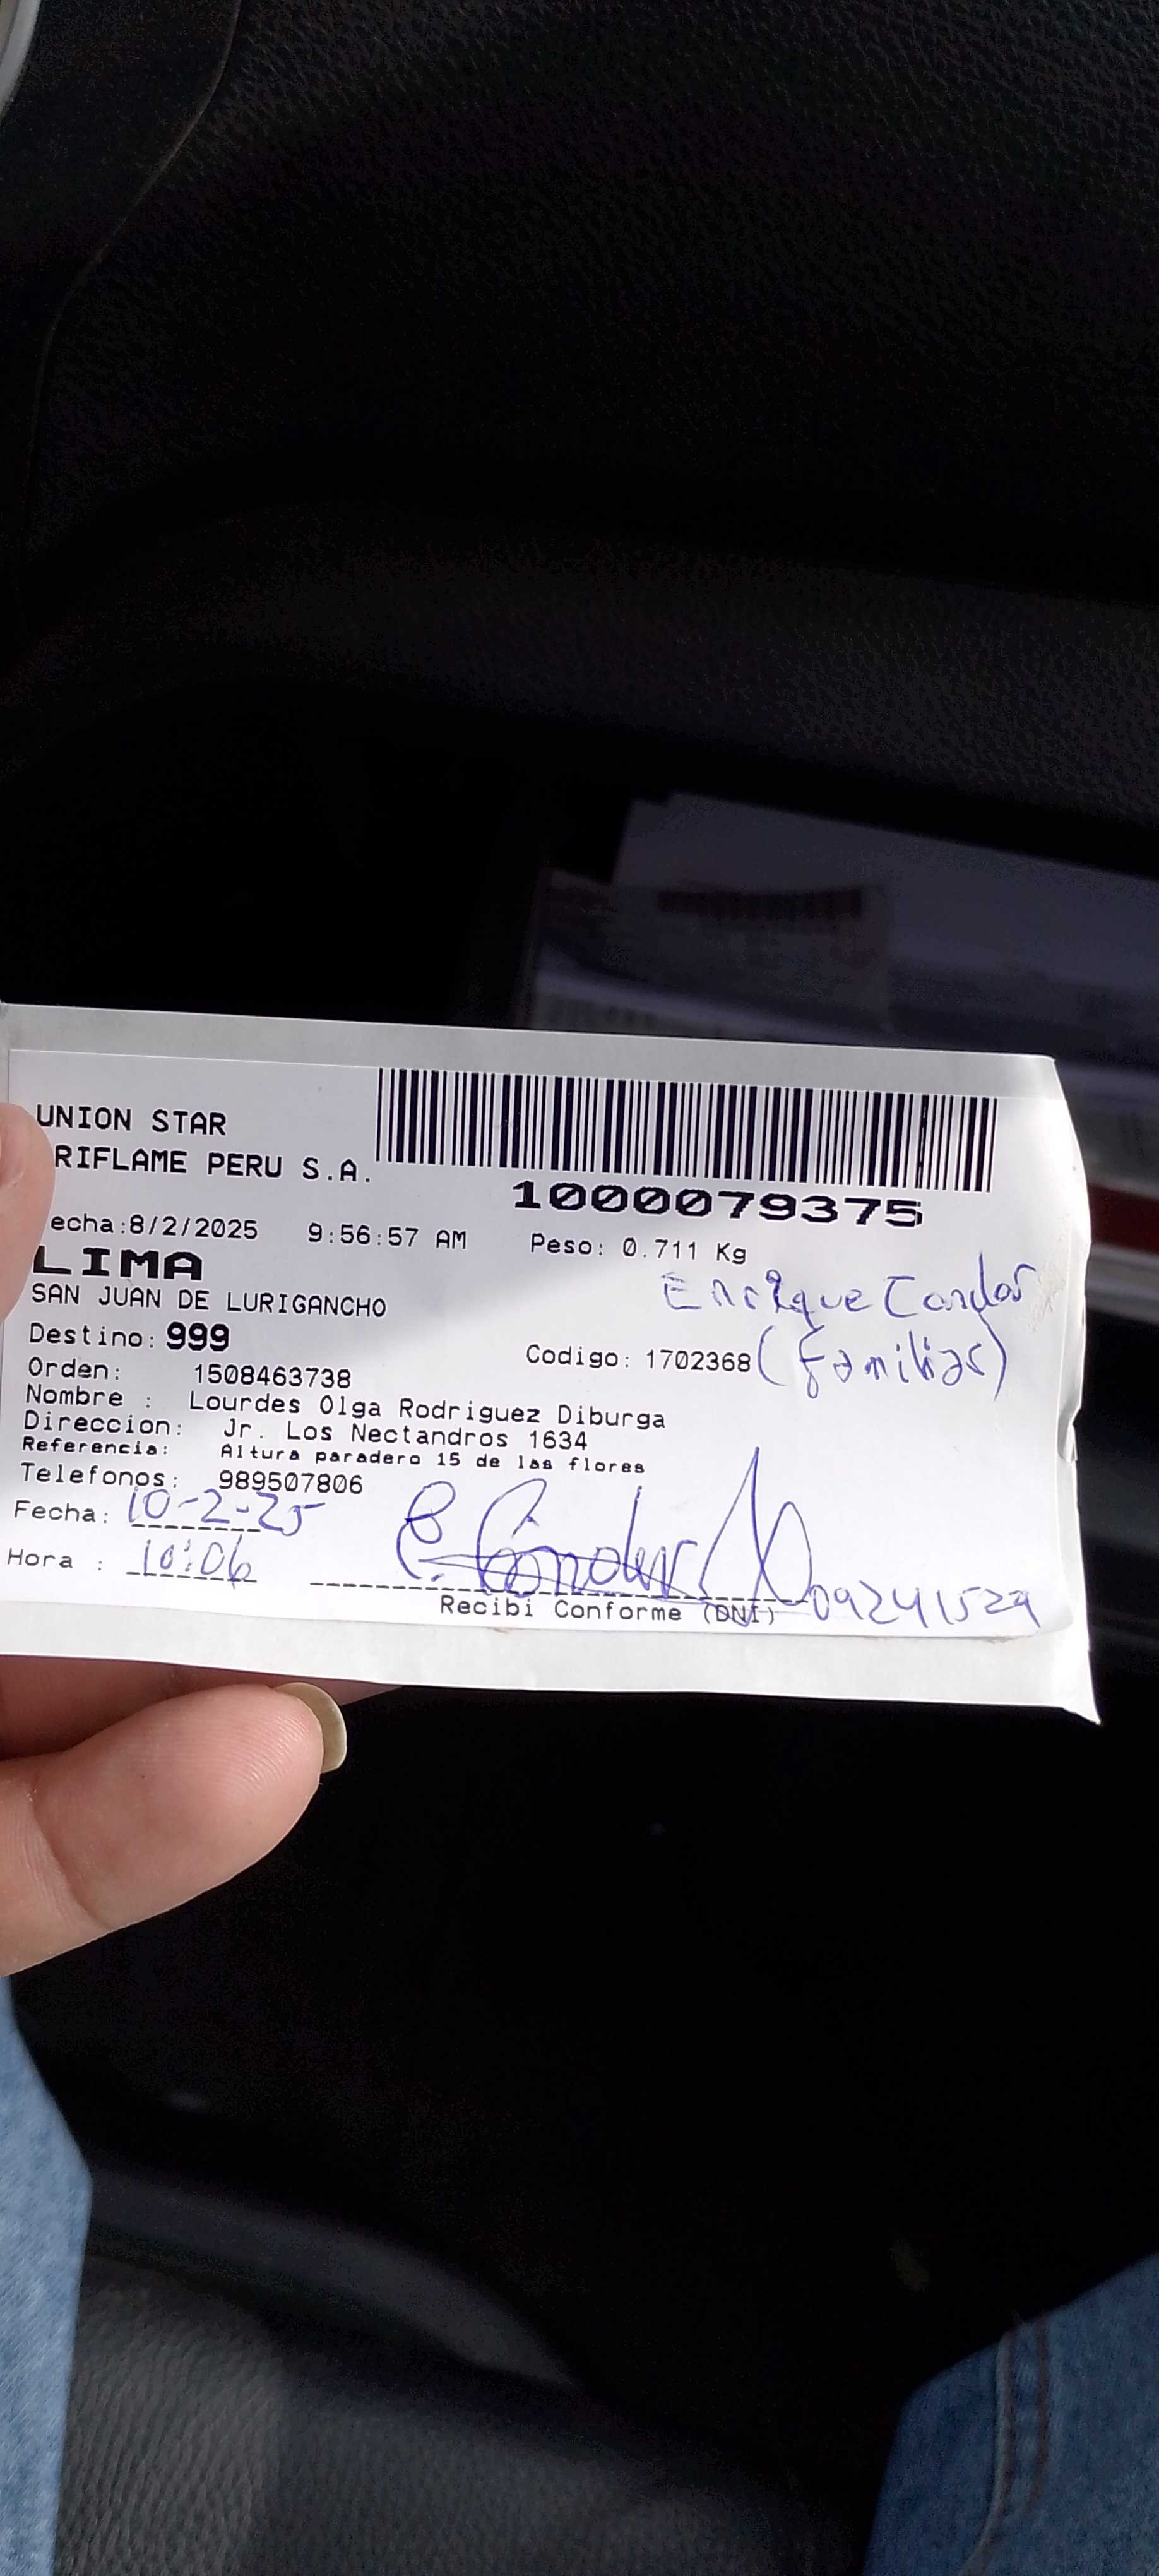 UNION STAR
RIFLAME PERU S.A.
1000079375
echa:8/2/2025 9:56:57 AM Peso: 0.711 Kg
LIMA
Enrique Condor
SAN JUAN DE LURIGANCHO
Destino: 999
Codigo: 1702368 (familiar)
Orden: 1508463738
Nombre : Lourdes Olga Rodriguez Diburga
Direccion: Jr. Los Nectandros 1634
Referencia: Altura paradero 15 de las flores
Telefonos: 989507806
Fecha: 10-2-25
Hora : 10:06
09241529
Recibi Conforme (DNI)